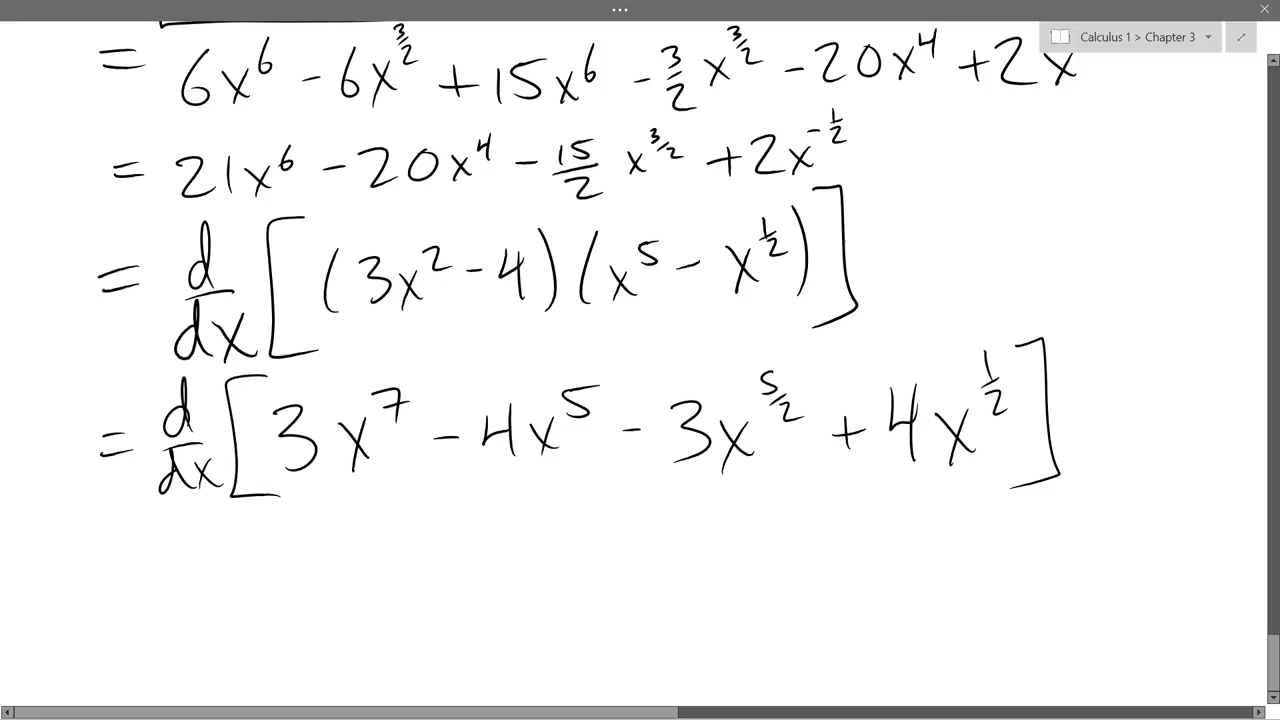 Calculus 1 > Chapter 3
= 6x^6 - 6x^{3/2} + 15x^6 - 3/2 x^{3/2} - 20x^4 + 2x
= 21x^6 - 20x^4 - 15/2 x^{3/2} + 2x^{-1/2}
= d/dx [(3x^2 - 4)(x^5 - x^{1/2})]
= d/dx [3x^7 - 4x^5 - 3x^{5/2} + 4x^{1/2}]